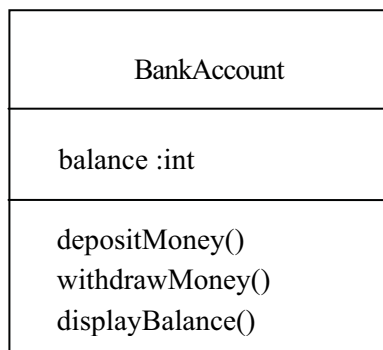 BankAccount
balance :int
depositMoney()
withdrawMoney()
displayBalance()